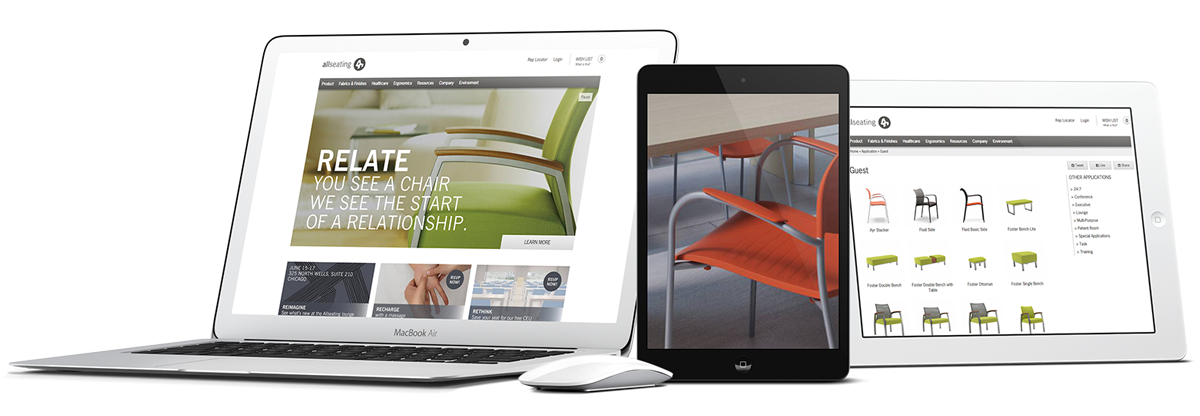 allseating
Rep Locator Login WISH LIST 0
What is this?
Product Fabrics & Finishes Healthcare Ergonomics Resources Company Environment
RELATE
YOU SEE A CHAIR
WE SEE THE START
OF A RELATIONSHIP.
LEARN MORE
JUNE 15-17
325 NORTH WELLS, SUITE 210
CHICAGO.
REIMAGINE
See what's new at the Allseating lounge
RSVP
NOW!
RECHARGE
with a massage
RSVP
NOW!
RETHINK
Save your seat for our free CEU
MacBook Air
llseating
Rep Locator Login WISH LIST 0
What is this?
Product Fabrics & Finishes Healthcare Ergonomics Resources Company Environment
Home > Application > Guest
Guest
Tweet Like Share
OTHER APPLICATIONS
» 24/7
» Conference
» Executive
» Lounge
» Multi-Purpose
» Patient Room
» Special Applications
» Task
» Training
Ayr Stacker
Fluid Side
Fluid Basic Side
Foster Bench-Lite
Foster Double Bench
Foster Double Bench with
Table
Foster Ottoman
Foster Single Bench